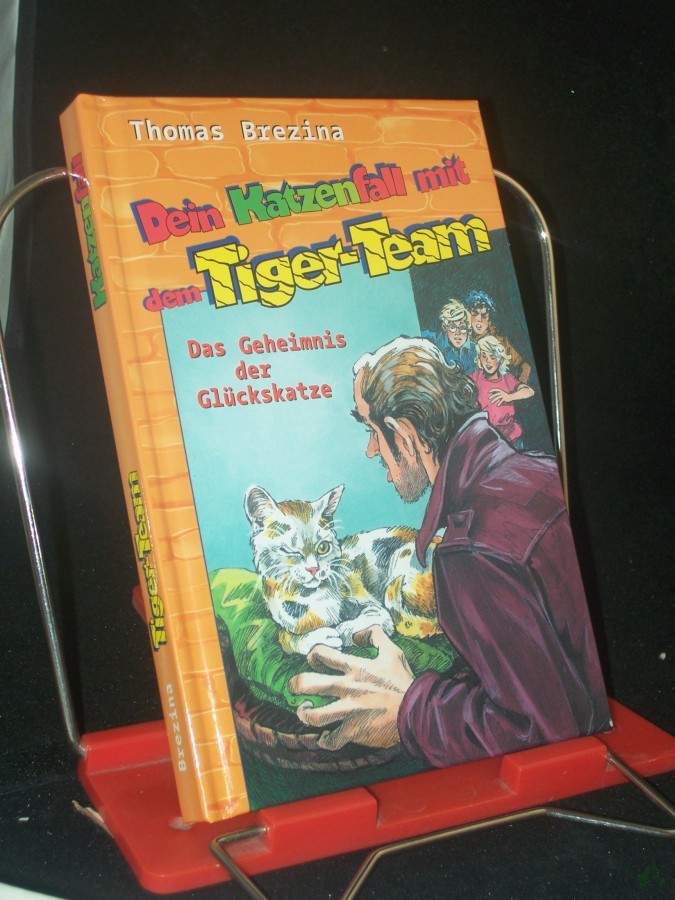 Thomas Brezina
Dein Katzenfall mit
dem Tiger-Team
Das Geheimnis
der
Glückskatze
Katzenfall
Tiger-Team
Brezina